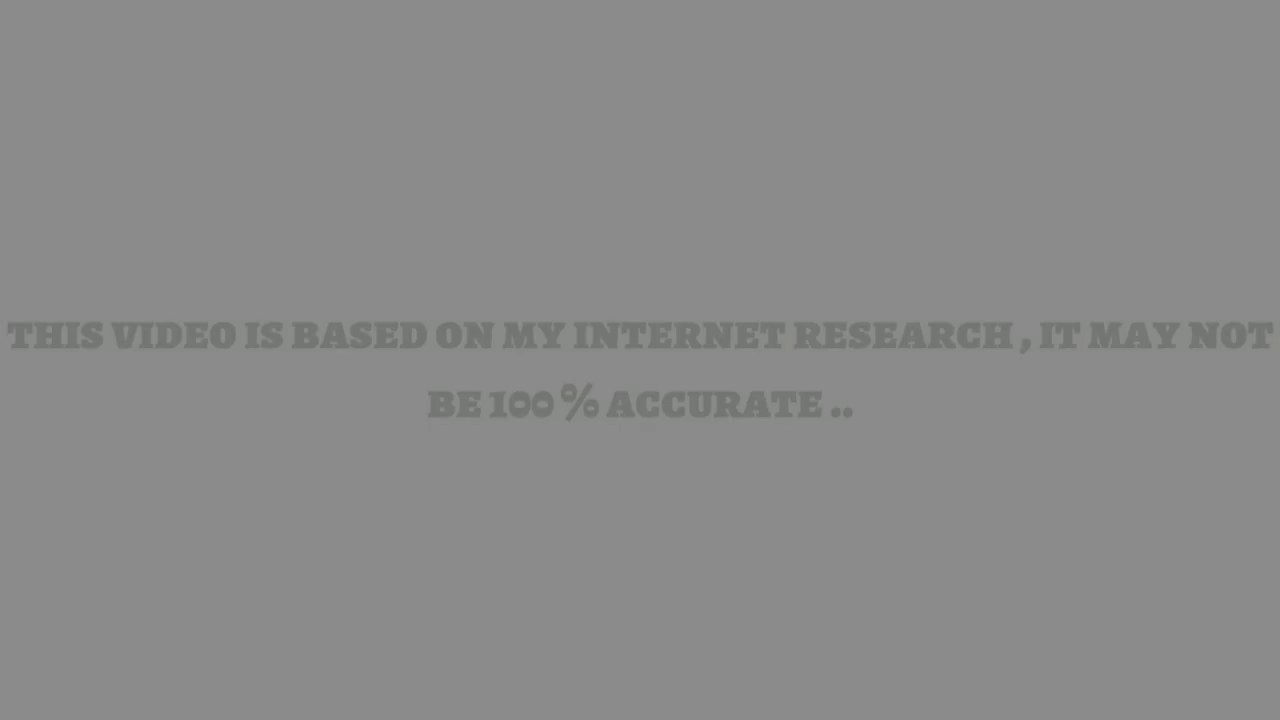 THIS VIDEO IS BASED ON MY INTERNET RESEARCH , IT MAY NOT
BE 100 % ACCURATE ..